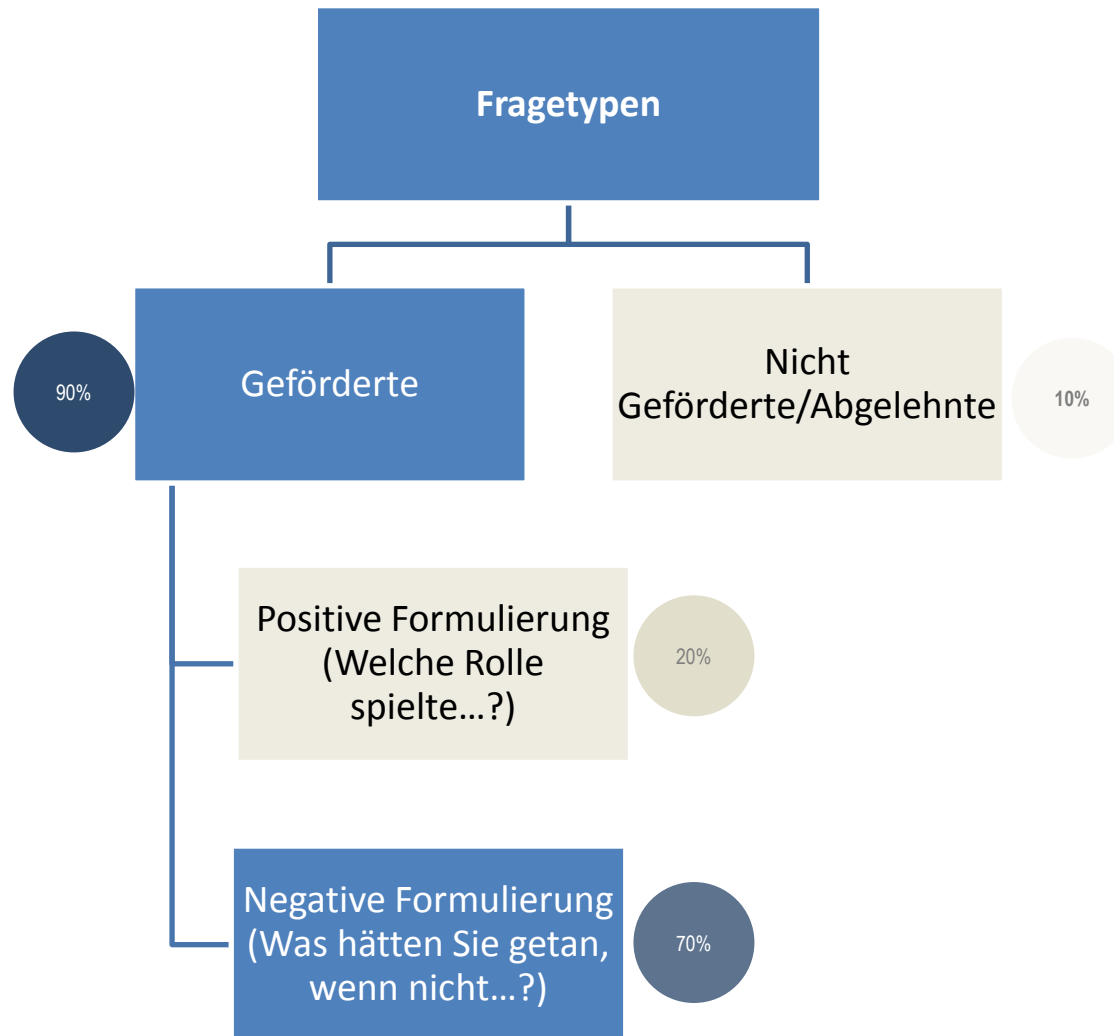 Fragetypen
90%
Geförderte
Nicht
Geförderte/Abgelehnte
10%
Positive Formulierung
(Welche Rolle
spielte…?)
20%
Negative Formulierung
(Was hätten Sie getan,
wenn nicht…?)
70%